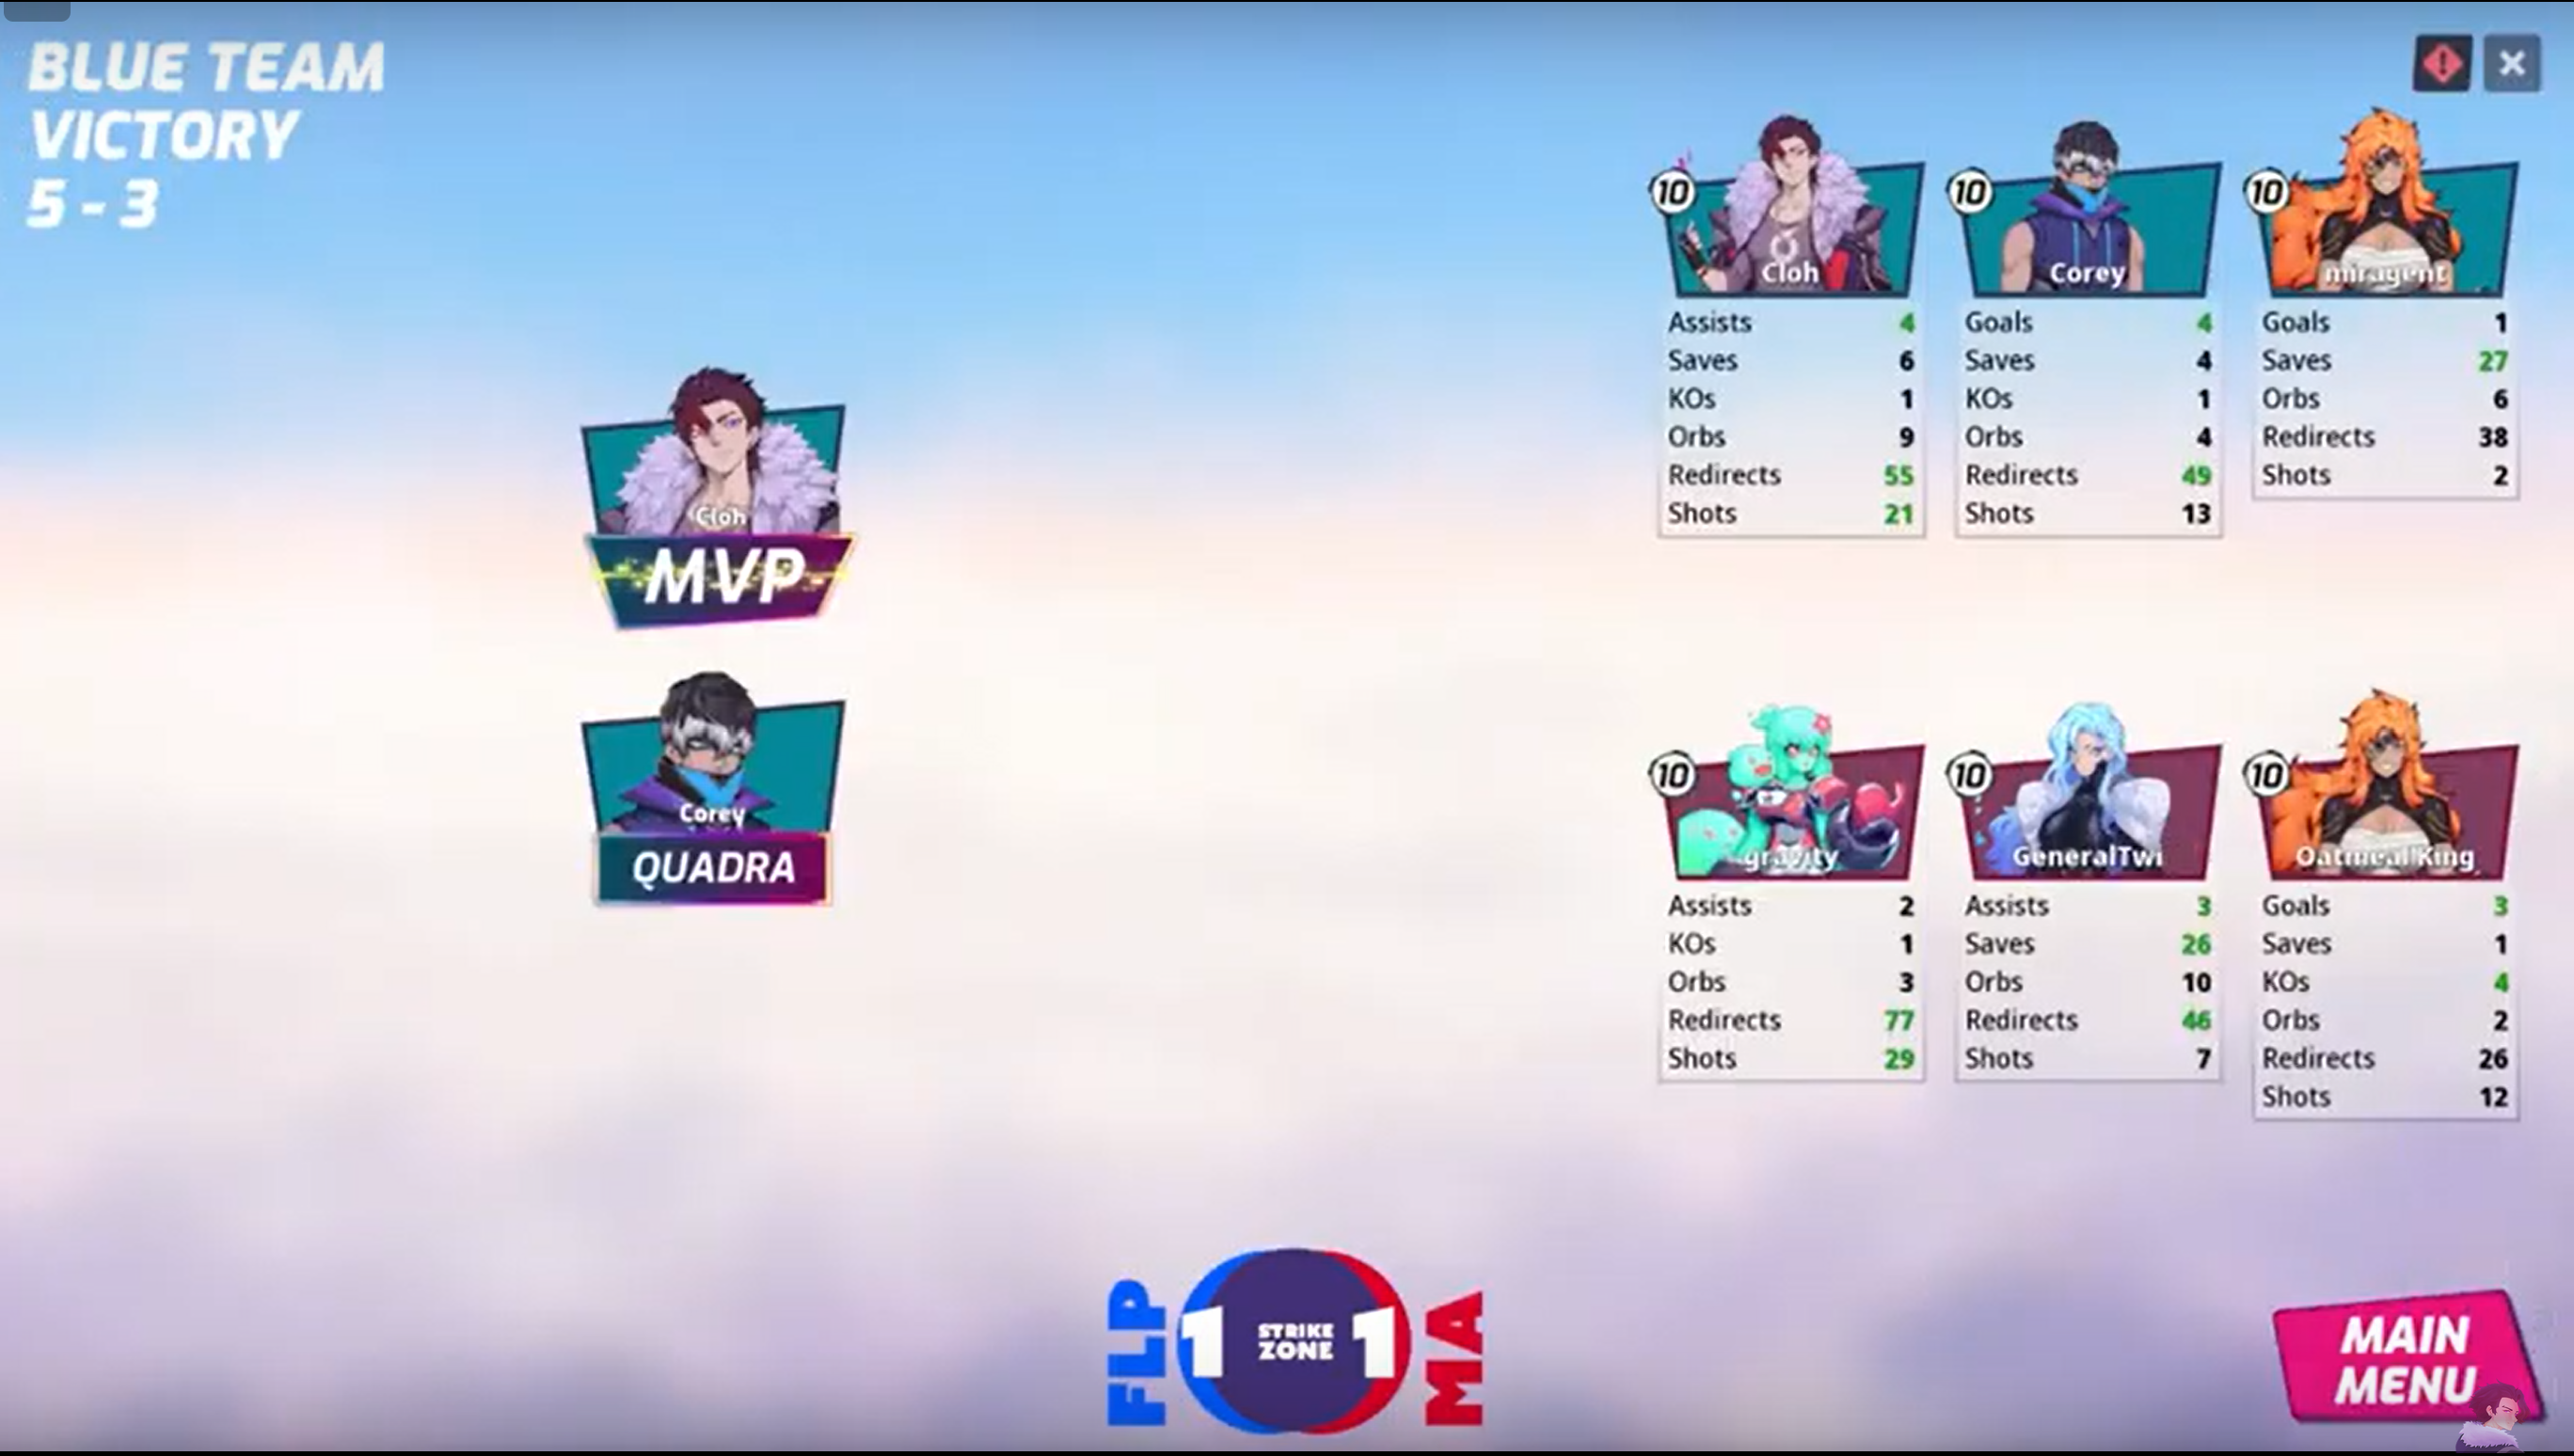 BLUE TEAM
VICTORY
5 - 3
Cloh
MVP
Corey
QUADRA
10
Cloh
Assists 4
Saves 6
KOs 1
Orbs 9
Redirects 55
Shots 21
10
Corey
Goals 4
Saves 4
KOs 1
Orbs 4
Redirects 49
Shots 13
10
miragent
Goals 1
Saves 27
Orbs 6
Redirects 38
Shots 2
10
gravity
Assists 2
KOs 1
Orbs 3
Redirects 77
Shots 29
10
GeneralTwi
Assists 3
Saves 26
Orbs 10
Redirects 46
Shots 7
10
Oatmeal King
Goals 3
Saves 1
KOs 4
Orbs 2
Redirects 26
Shots 12
FLP
1
STRIKE
ZONE
1
MA
MAIN
MENU